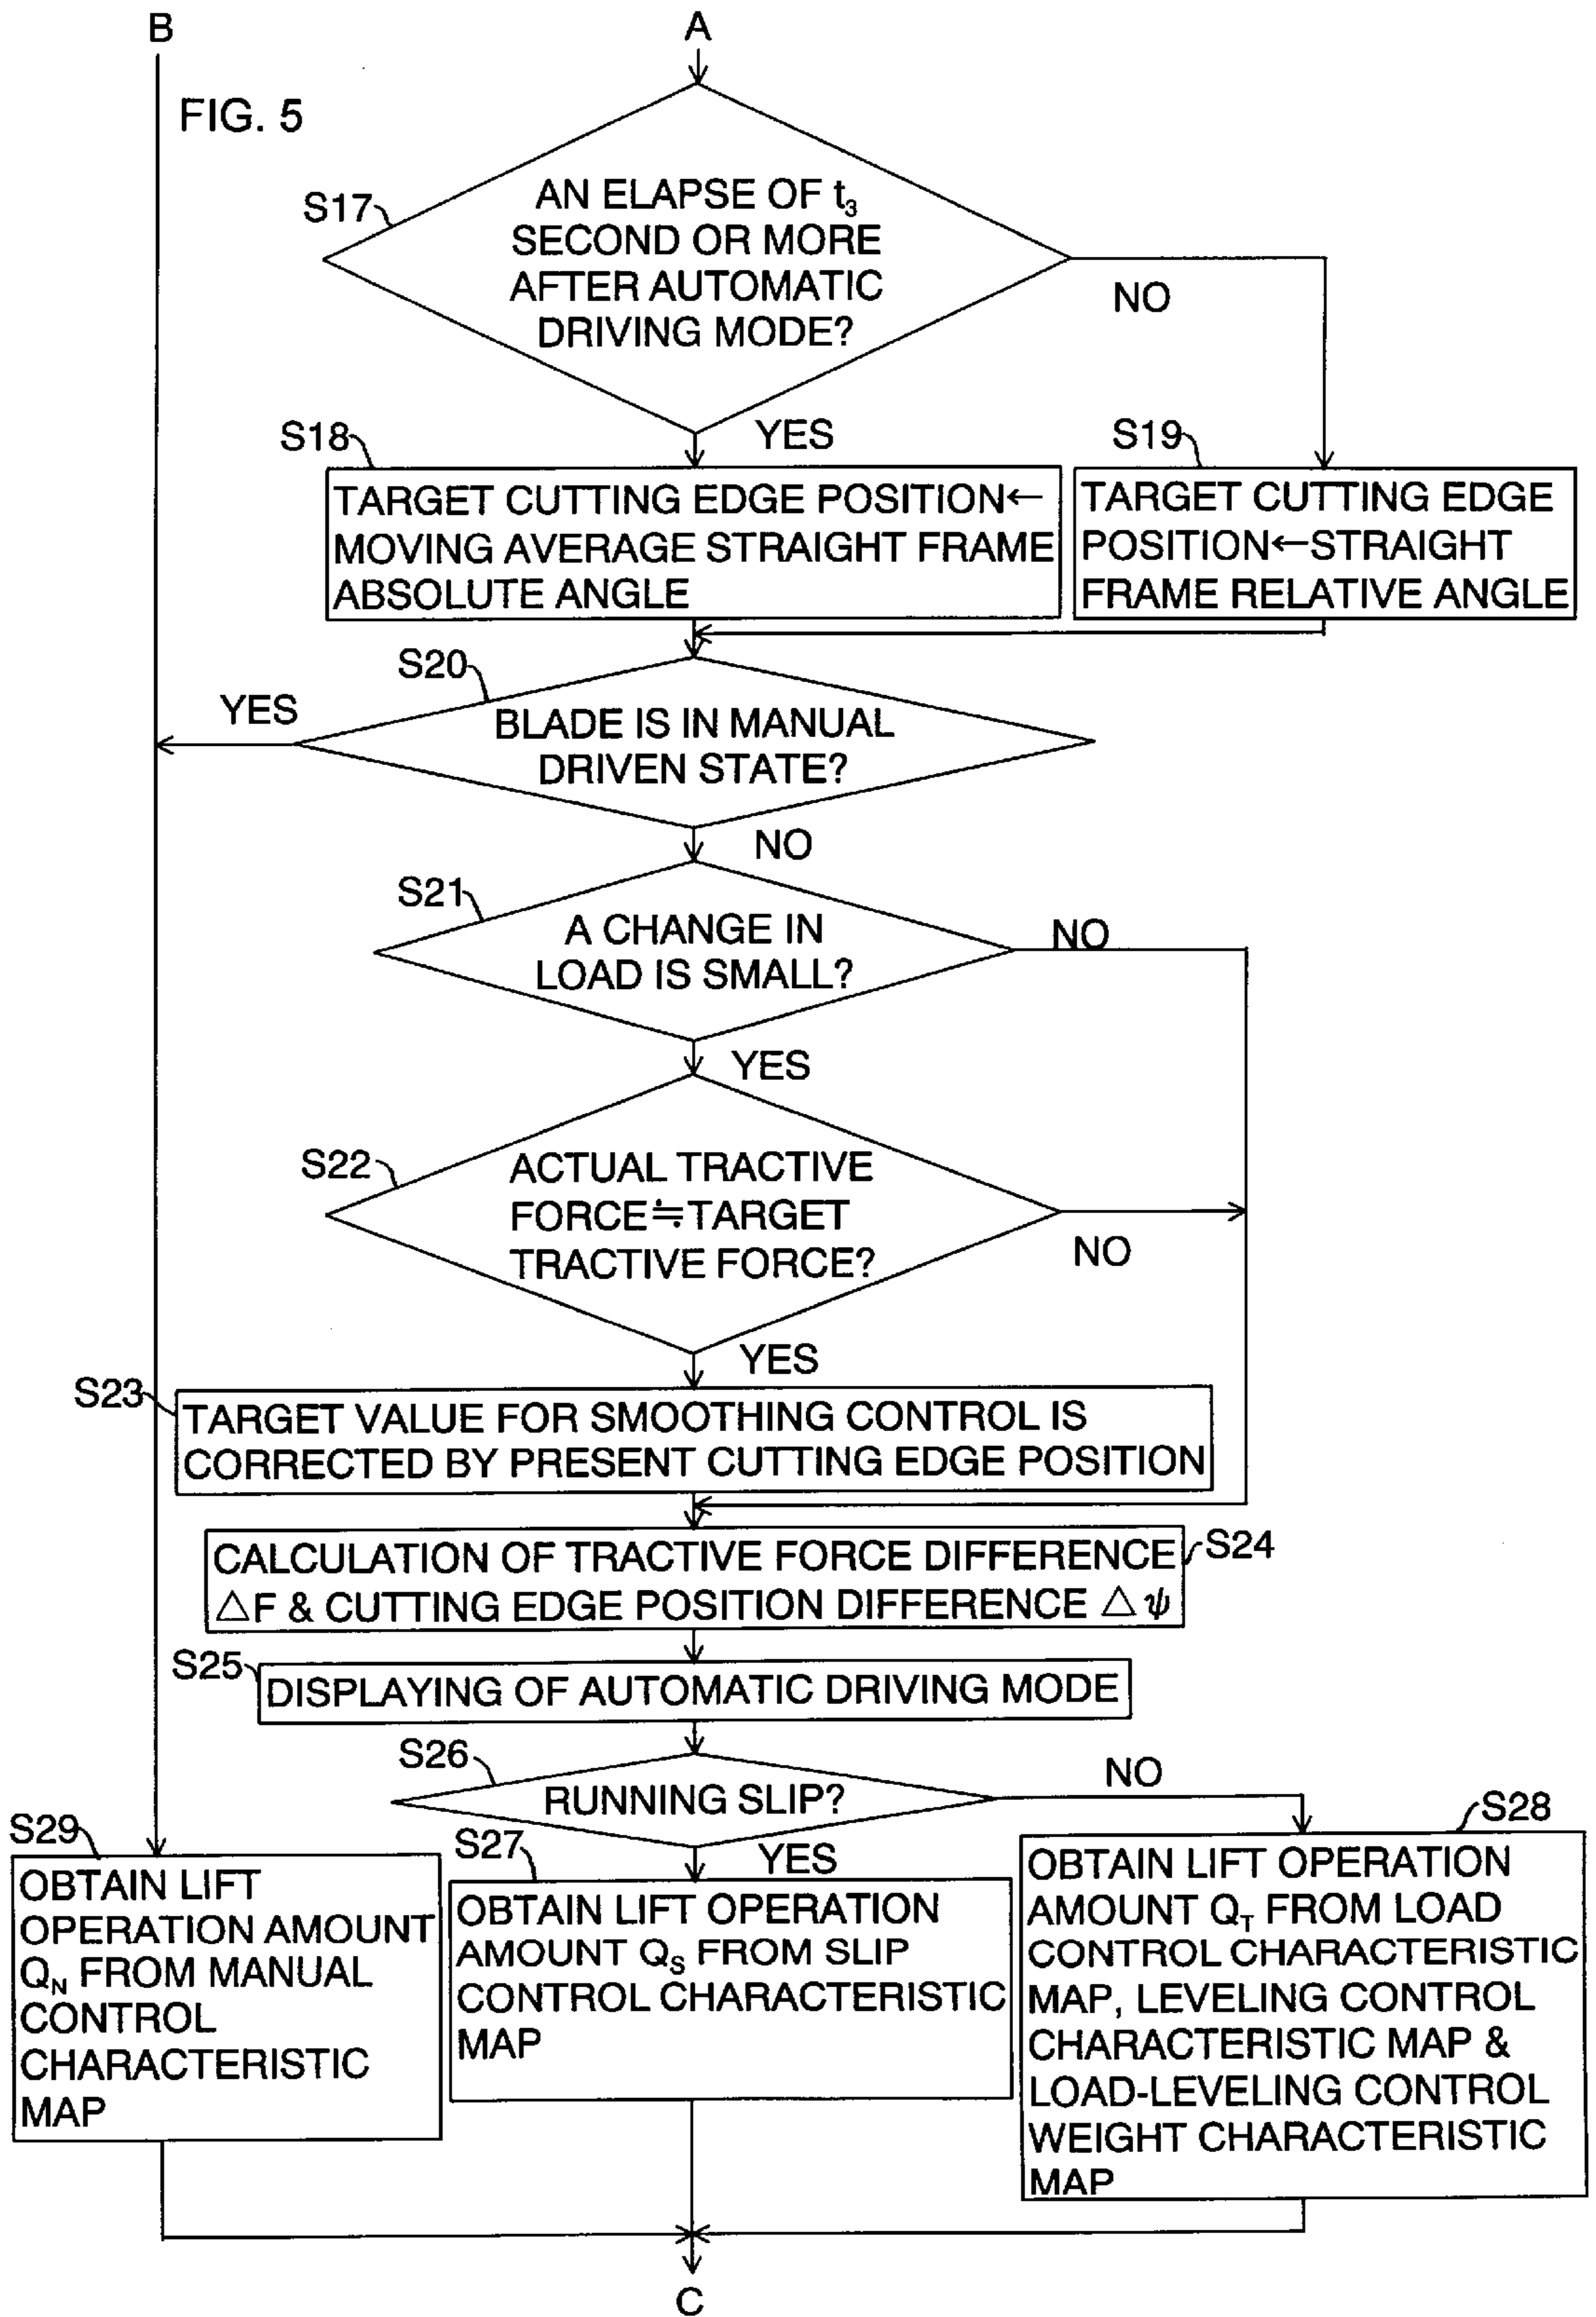 B
A
FIG. 5
S17
AN ELAPSE OF t₃
SECOND OR MORE
AFTER AUTOMATIC
DRIVING MODE?
NO
YES
S18
TARGET CUTTING EDGE POSITION←
MOVING AVERAGE STRAIGHT FRAME
ABSOLUTE ANGLE
S19
TARGET CUTTING EDGE
POSITION←STRAIGHT
FRAME RELATIVE ANGLE
S20
YES
BLADE IS IN MANUAL
DRIVEN STATE?
NO
S21
A CHANGE IN
LOAD IS SMALL?
NO
YES
S22
ACTUAL TRACTIVE
FORCE≒TARGET
TRACTIVE FORCE?
NO
YES
S23
TARGET VALUE FOR SMOOTHING CONTROL IS
CORRECTED BY PRESENT CUTTING EDGE POSITION
S24
CALCULATION OF TRACTIVE FORCE DIFFERENCE
△F & CUTTING EDGE POSITION DIFFERENCE △ψ
S25
DISPLAYING OF AUTOMATIC DRIVING MODE
S26
RUNNING SLIP?
NO
YES
S29
OBTAIN LIFT
OPERATION AMOUNT
Q_N FROM MANUAL
CONTROL
CHARACTERISTIC
MAP
S27
OBTAIN LIFT OPERATION
AMOUNT Q_S FROM SLIP
CONTROL CHARACTERISTIC
MAP
S28
OBTAIN LIFT OPERATION
AMOUNT Q_T FROM LOAD
CONTROL CHARACTERISTIC
MAP, LEVELING CONTROL
CHARACTERISTIC MAP &
LOAD-LEVELING CONTROL
WEIGHT CHARACTERISTIC
MAP
C